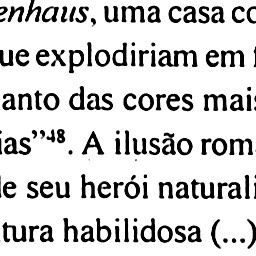 enhaus, uma casa co
ue explodiriam em f
anto das cores mais
ias”⁴⁸. A ilusão rom
le seu herói naturali
tura habilidosa (...)